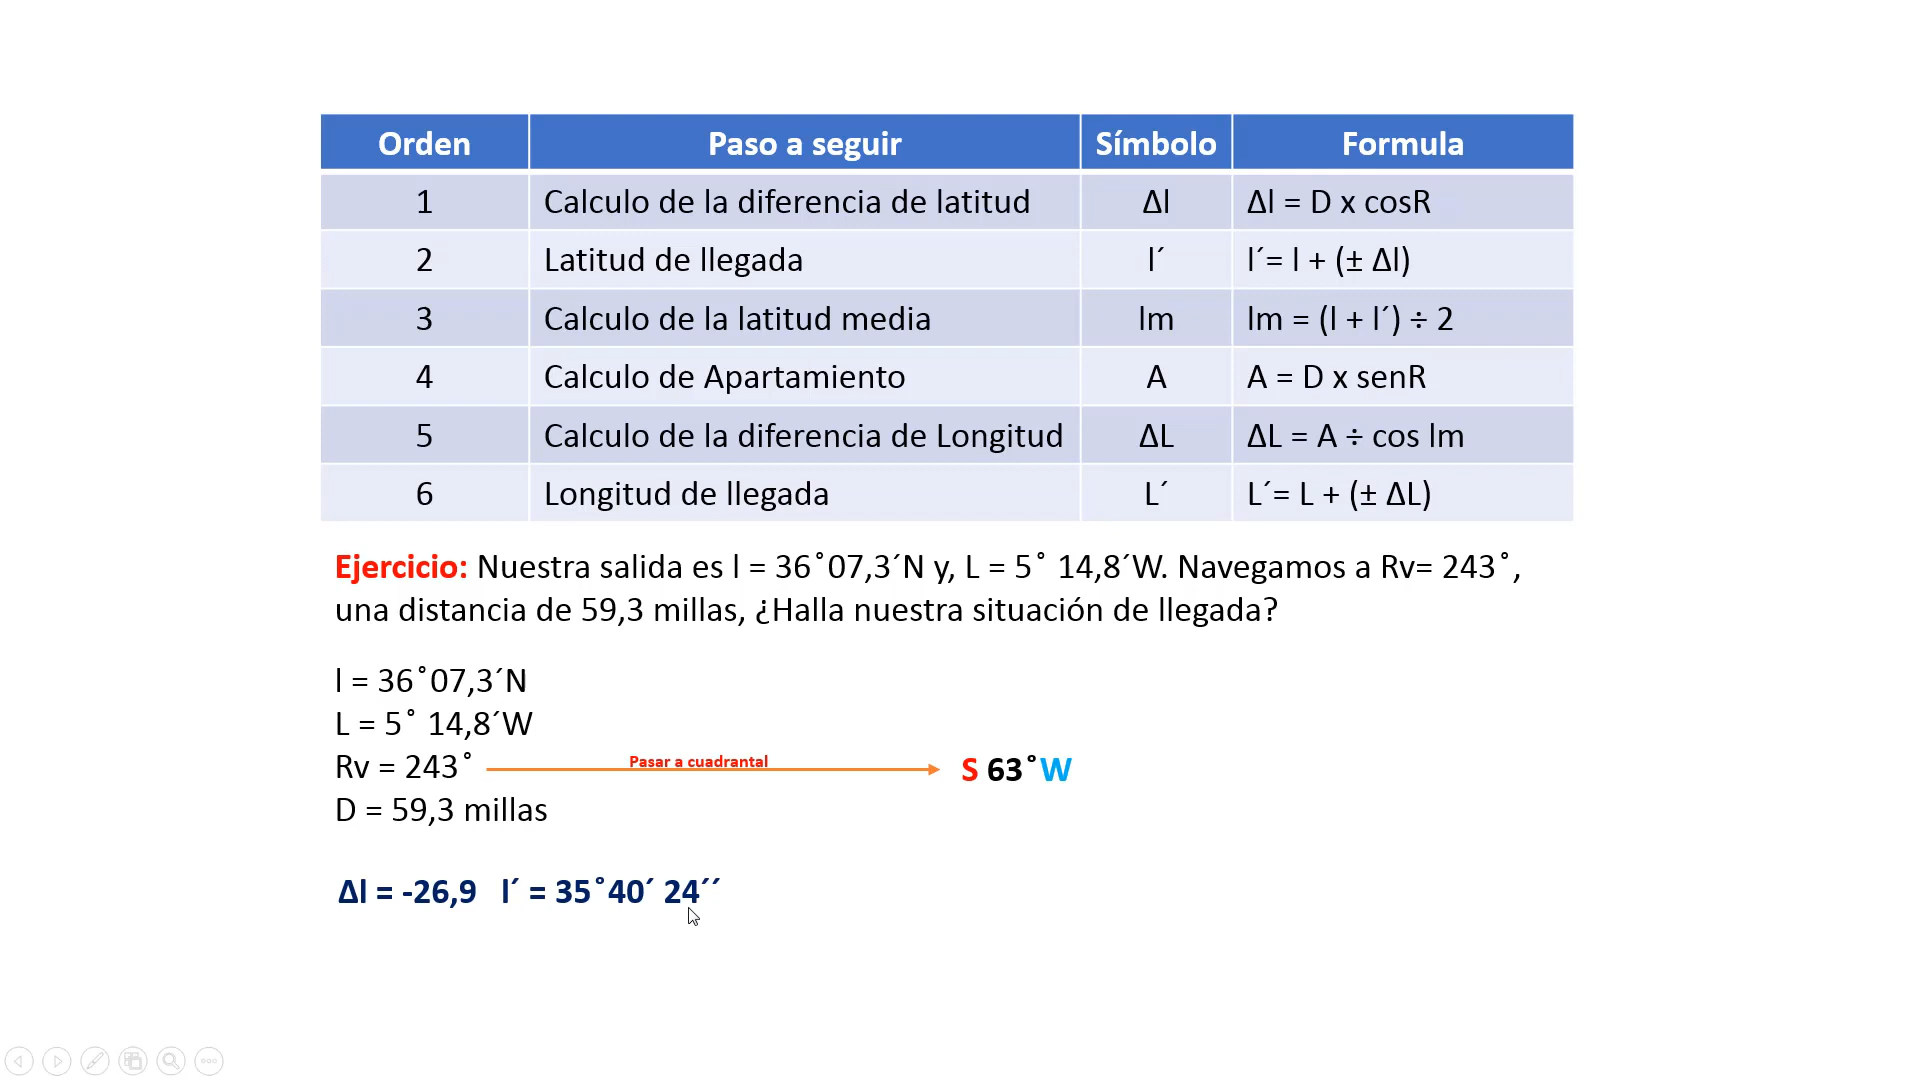 Orden Paso a seguir Símbolo Formula
1 Calculo de la diferencia de latitud Δl Δl = D x cosR
2 Latitud de llegada l´ l´= l + (± Δl)
3 Calculo de la latitud media lm lm = (l + l´) ÷ 2
4 Calculo de Apartamiento A A = D x senR
5 Calculo de la diferencia de Longitud ΔL ΔL = A ÷ cos lm
6 Longitud de llegada L´ L´= L + (± ΔL)
Ejercicio: Nuestra salida es l = 36˚07,3´N y, L = 5˚ 14,8´W. Navegamos a Rv= 243˚,
una distancia de 59,3 millas, ¿Halla nuestra situación de llegada?
l = 36˚07,3´N
L = 5˚ 14,8´W
Rv = 243˚ Pasar a cuadrantal S 63˚W
D = 59,3 millas
Δl = -26,9 l´ = 35˚40´ 24´´